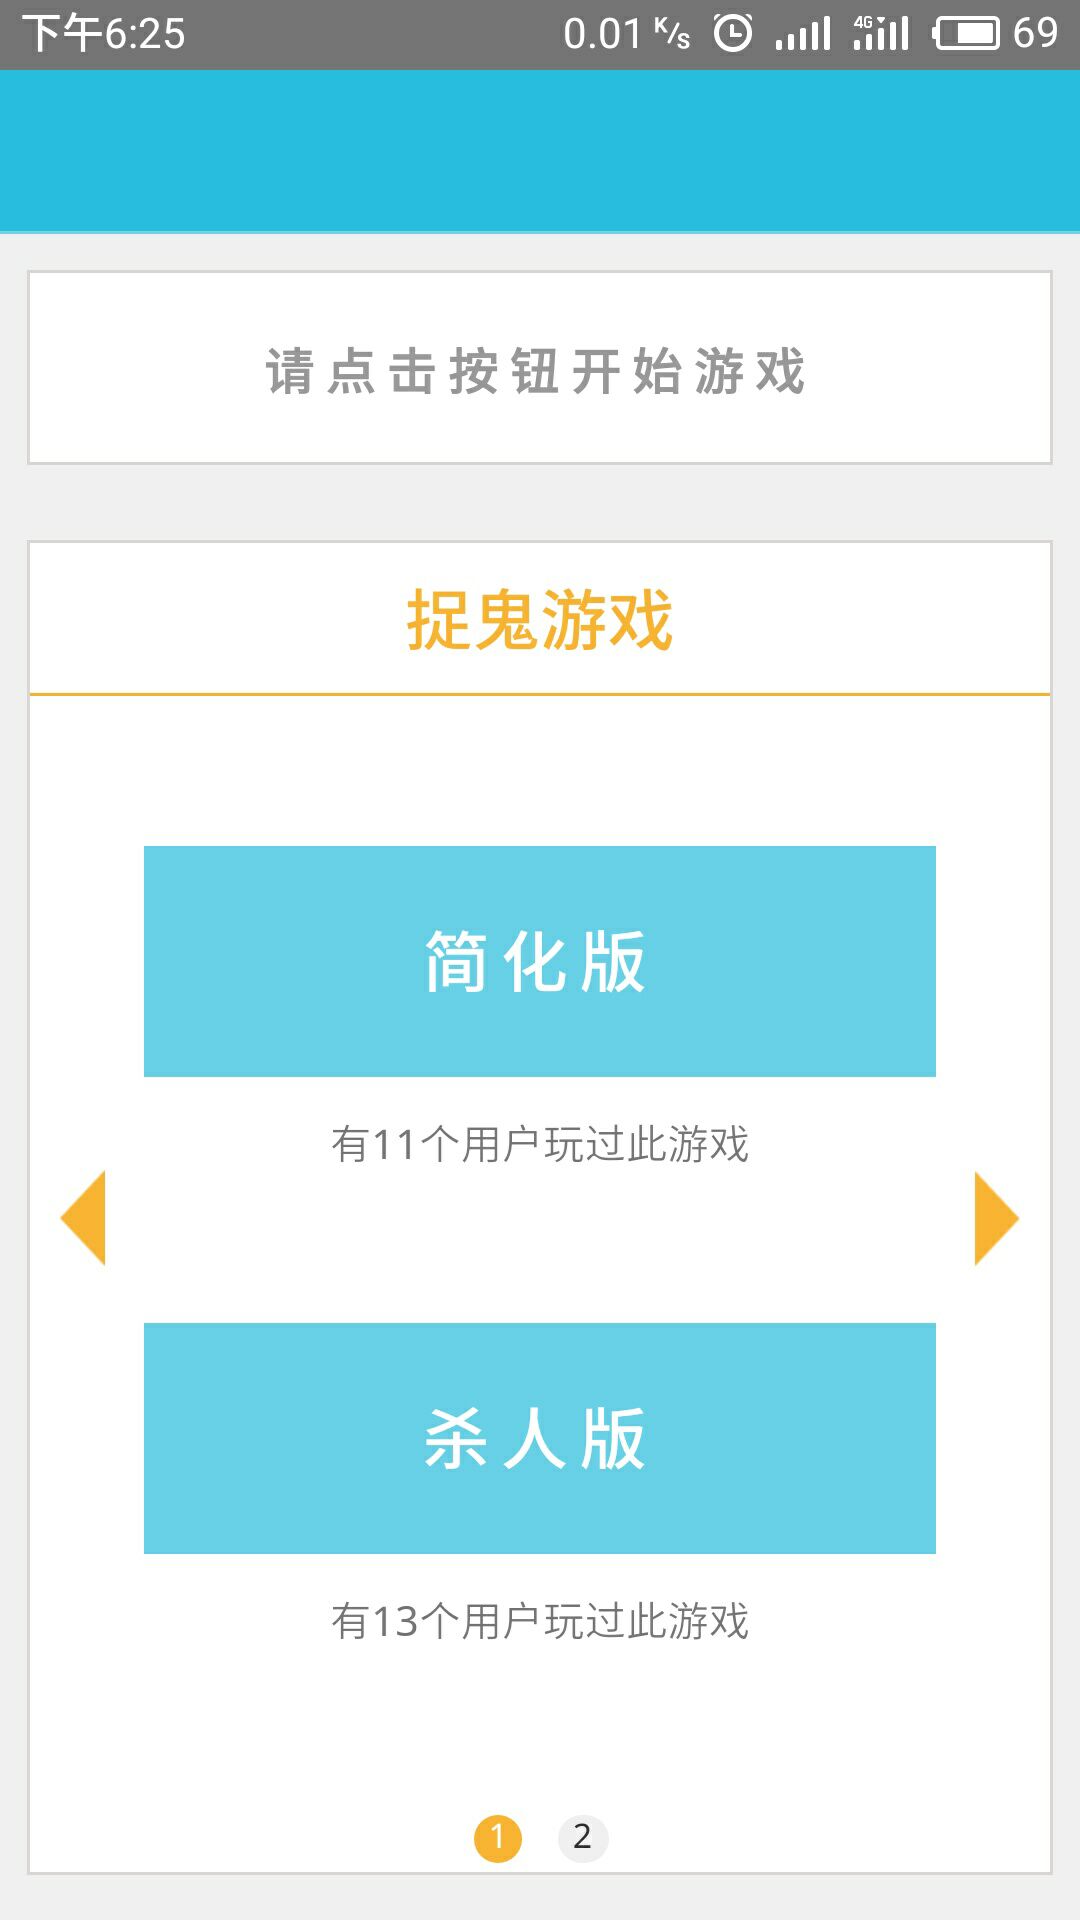 下午6:25 0.01 K/s 4G 69
请点击按钮开始游戏
捉鬼游戏
简化版
有11个用户玩过此游戏
杀人版
有13个用户玩过此游戏
1 2